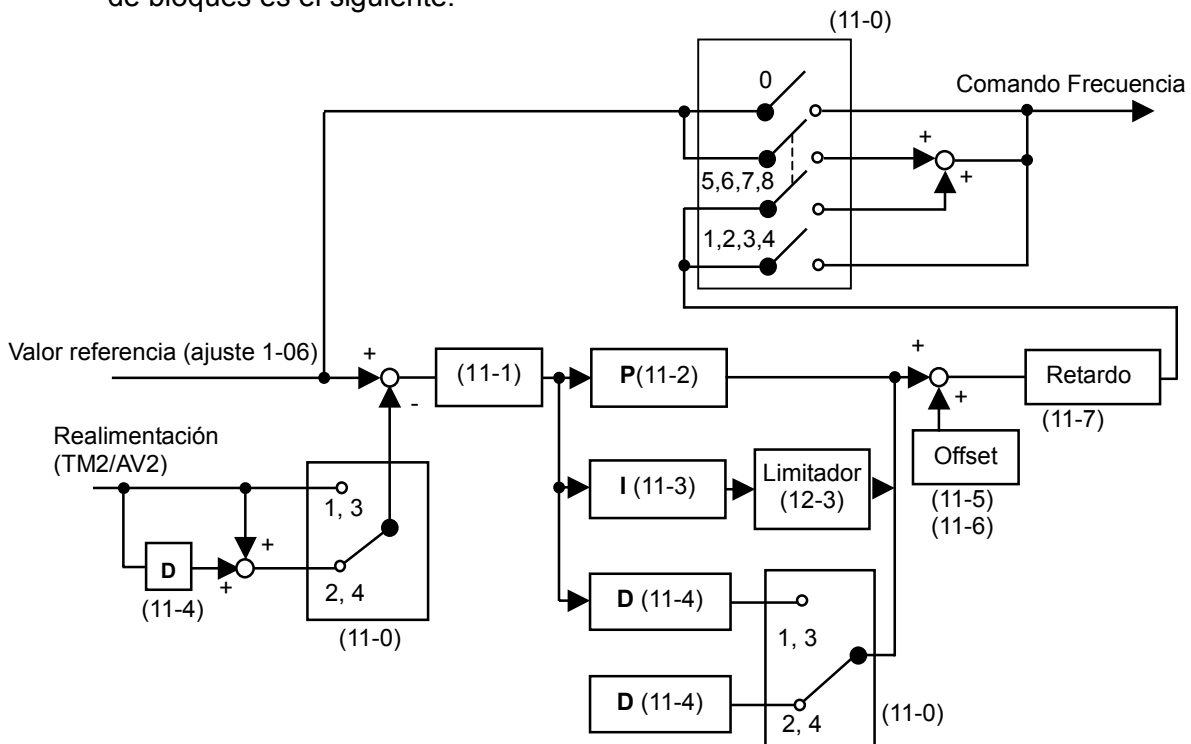 de bloques es el siguiente:
(11-0)
0
Comando Frecuencia
+
5,6,7,8
+
1,2,3,4
Valor referencia (ajuste 1-06)
+
-
(11-1)
P(11-2)
+
+
Retardo
(11-7)
Offset
(11-5)
(11-6)
Realimentación
(TM2/AV2)
1, 3
I (11-3)
Limitador
(12-3)
D
+
+
(11-4)
2, 4
(11-0)
D (11-4)
1, 3
D (11-4)
2, 4
(11-0)